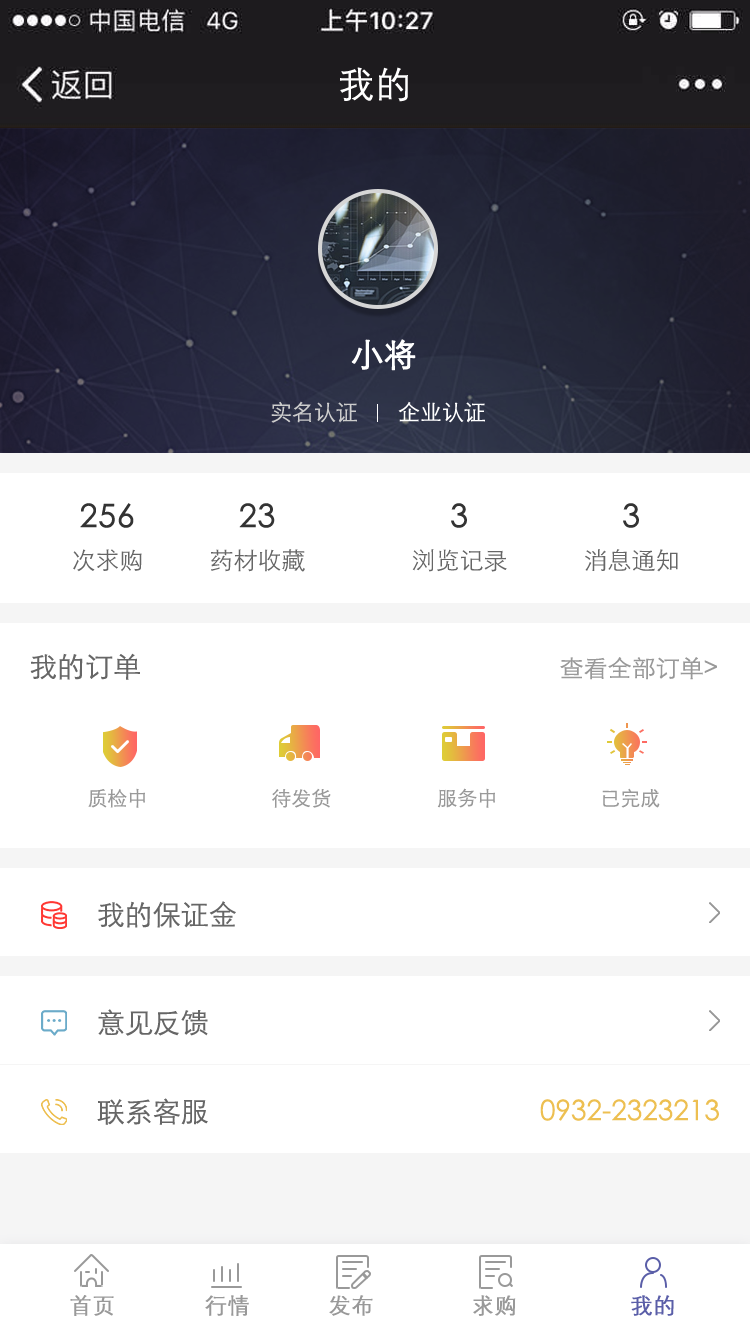 中国电信 4G 上午10:27
返回 我的
小将
实名认证 | 企业认证
256 23 3 3
次求购 药材收藏 浏览记录 消息通知
我的订单 查看全部订单>
质检中 待发货 服务中 已完成
我的保证金
意见反馈
联系客服 0932-2323213
首页 行情 发布 求购 我的